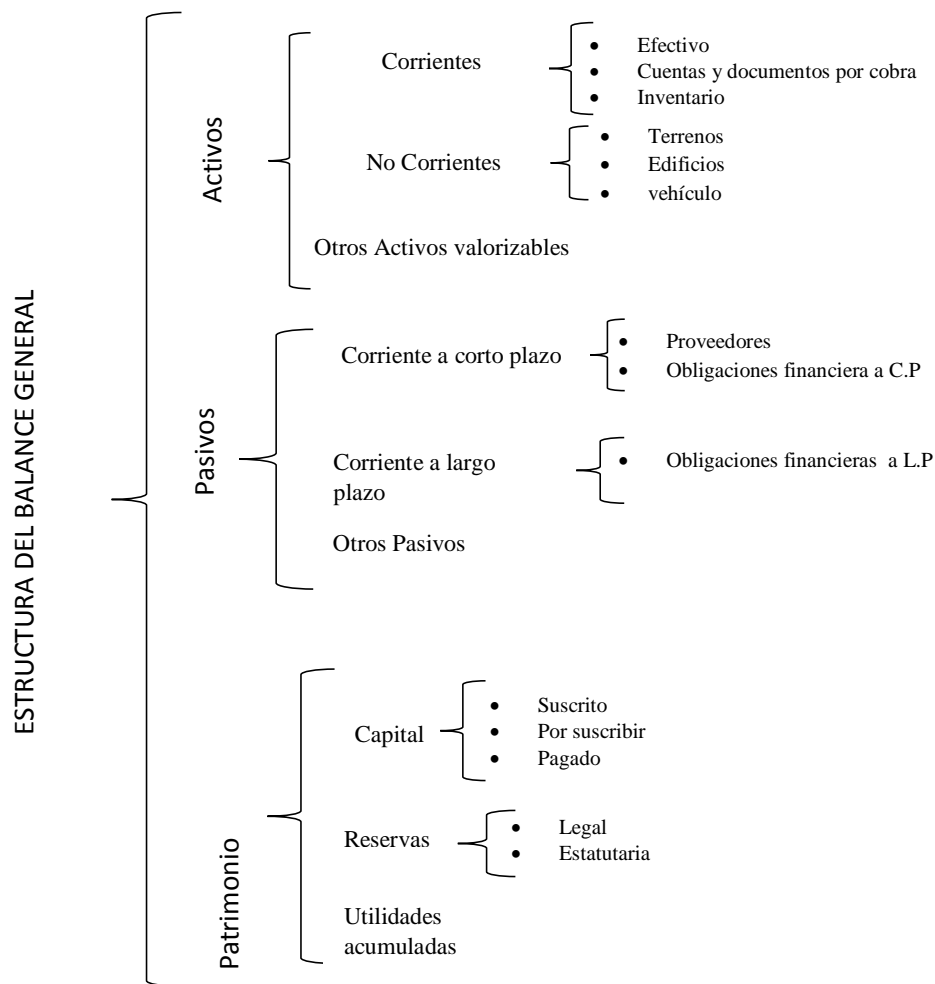 ESTRUCTURA DEL BALANCE GENERAL
Activos
Corrientes
• Efectivo
• Cuentas y documentos por cobra
• Inventario
No Corrientes
• Terrenos
• Edificios
• vehículo
Otros Activos valorizables
Pasivos
Corriente a corto plazo
• Proveedores
• Obligaciones financiera a C.P
Corriente a largo
plazo
• Obligaciones financieras a L.P
Otros Pasivos
Patrimonio
Capital
• Suscrito
• Por suscribir
• Pagado
Reservas
• Legal
• Estatutaria
Utilidades
acumuladas